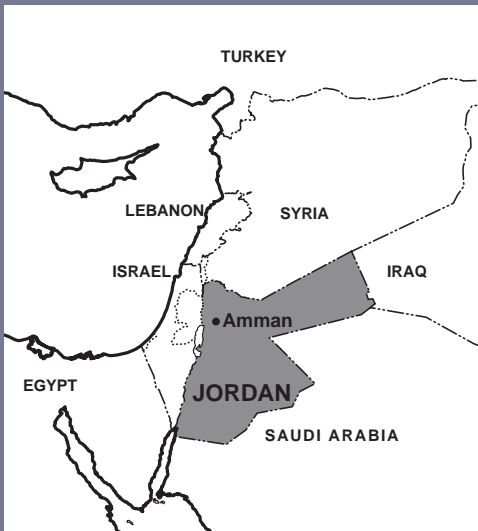 TURKEY
LEBANON
SYRIA
ISRAEL
IRAQ
Amman
EGYPT
JORDAN
SAUDI ARABIA